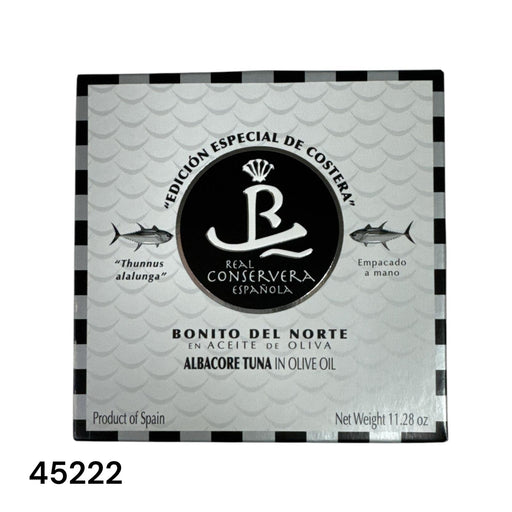 "EDICIÓN ESPECIAL DE COSTERA"
R
REAL
CONSERVERA
ESPAÑOLA
"Thunnus
alalunga"
Empacado
a mano
BONITO DEL NORTE
EN ACEITE DE OLIVA
ALBACORE TUNA IN OLIVE OIL
Product of Spain
Net Weight 11.28 oz
45222